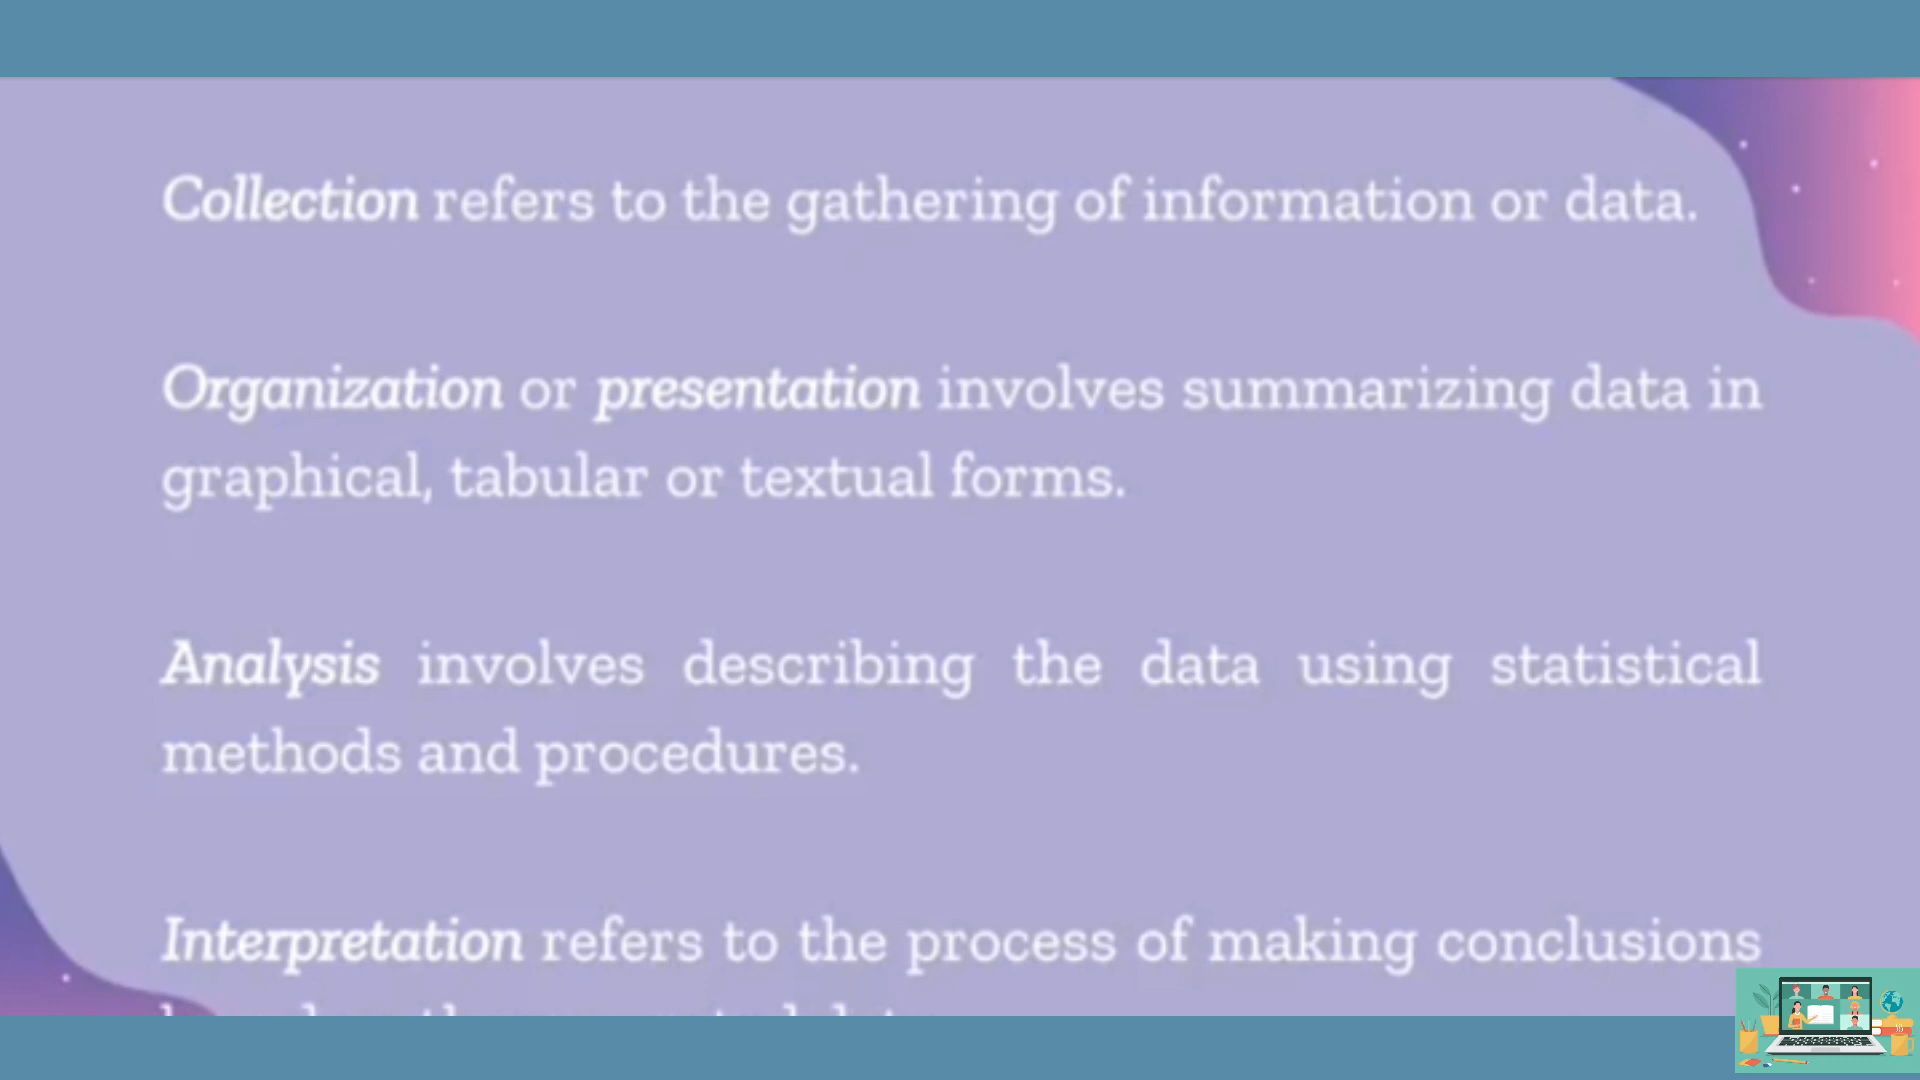 Collection refers to the gathering of information or data.
Organization or presentation involves summarizing data in
graphical, tabular or textual forms.
Analysis involves describing the data using statistical
methods and procedures.
Interpretation refers to the process of making conclusions